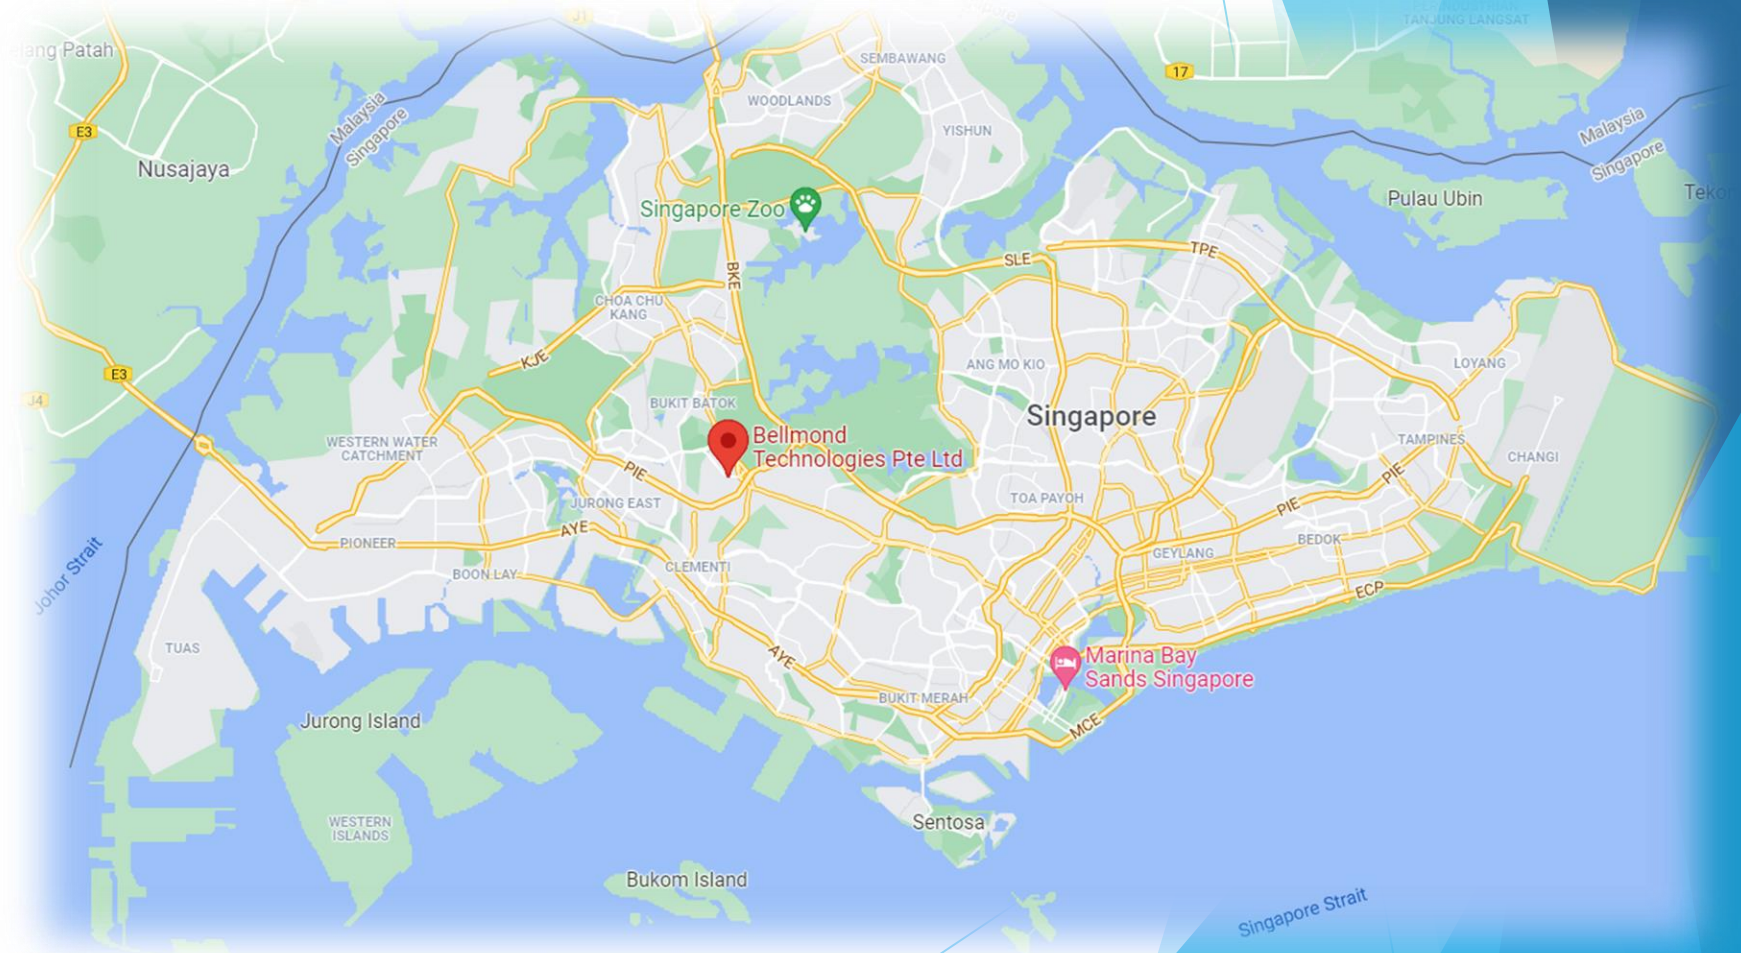 J1
TANJUNG LANGSAT
Patah
SEMBAWANG
17
WOODLANDS
E3
Malaysia
Singapore
YISHUN
Malaysia
Singapore
Nusajaya
Pulau Ubin
Singapore Zoo
SLE
TPE
BKE
CHOA CHU
KANG
KJE
ANG MO KIO
LOYANG
E3
J4
BUKIT BATOK
Singapore
Bellmond
Technologies Pte Ltd
WESTERN WATER
CATCHMENT
TAMPINES
CHANGI
PIE
PIE
JURONG EAST
TOA PAYOH
PIE
AYE
PIONEER
BEDOK
GEYLANG
CLEMENTI
BOON LAY
Johor Strait
ECP
TUAS
AYE
Marina Bay
Sands Singapore
BUKIT MERAH
Jurong Island
MCE
WESTERN
ISLANDS
Sentosa
Bukom Island
Singapore Strait